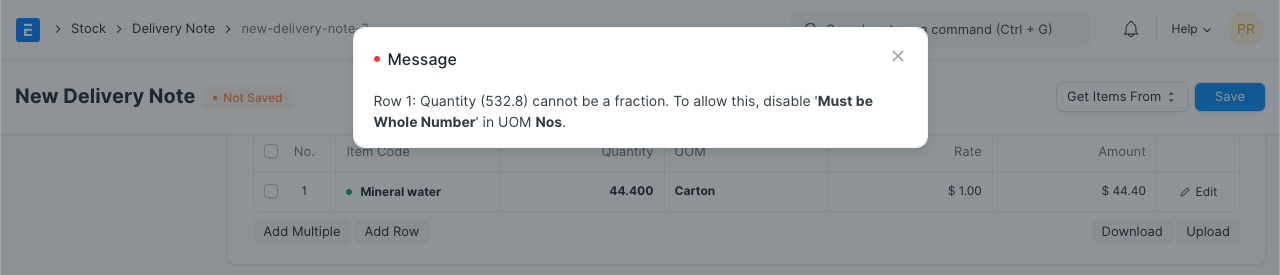 E
Stock
Delivery Note
new-delivery-note-
command (Ctrl + G)
Help
PR
Message
Row 1: Quantity (532.8) cannot be a fraction. To allow this, disable 'Must be
Whole Number' in UOM Nos.
New Delivery Note
Not Saved
Get Items From
Save
No. Item Code Quantity UOM Rate Amount
1 Mineral water 44.400 Carton $ 1.00 $ 44.40 Edit
Add Multiple Add Row Download Upload